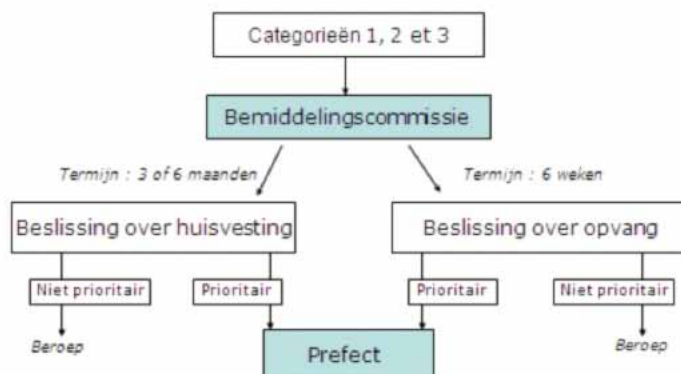 Categorieën 1, 2 et 3
Bemiddelingscommissie
Termijn : 3 of 6 maanden
Termijn : 6 weken
Beslissing over huisvesting
Beslissing over opvang
Niet prioritair
Prioritair
Prioritair
Niet prioritair
Beroep
Prefect
Beroep